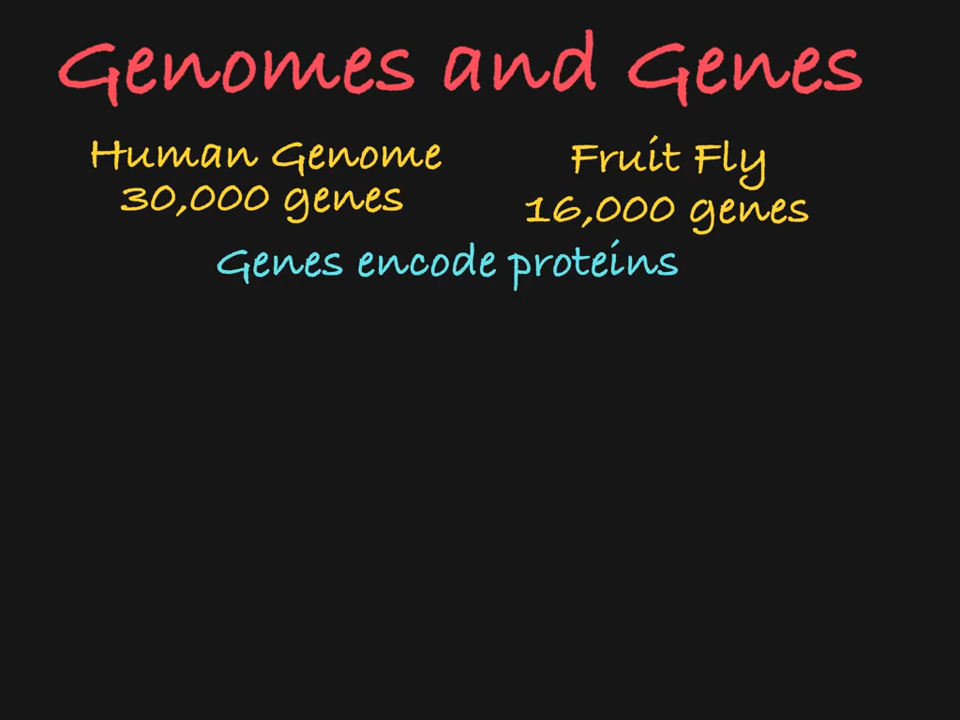 Genomes and Genes
Human Genome
30,000 genes
Fruit Fly
16,000 genes
Genes encode proteins